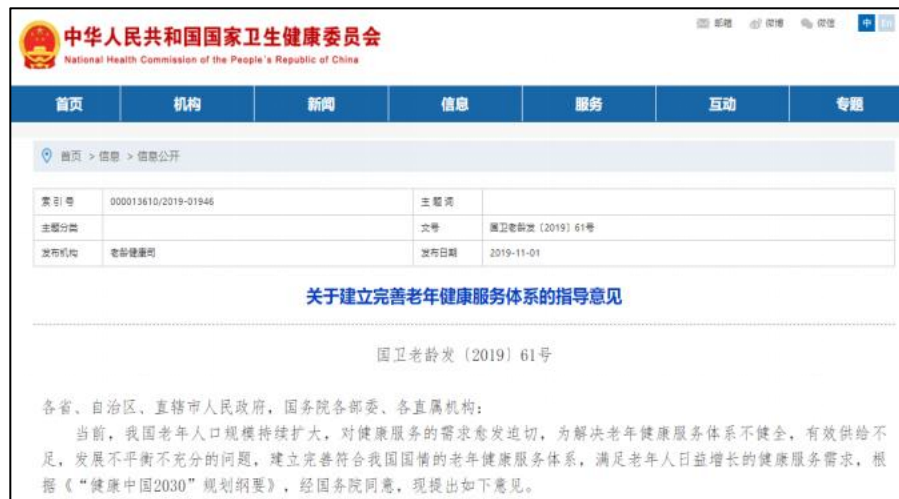 邮箱 微博 微信 中 En
中华人民共和国国家卫生健康委员会
National Health Commission of the People's Republic of China
首页 机构 新闻 信息 服务 互动 专题
首页 > 信息 > 信息公开
索引号 000013610/2019-01946 主题词
主题分类 文号 国卫老龄发〔2019〕61号
发布机构 老龄健康司 发布日期 2019-11-01
关于建立完善老年健康服务体系的指导意见
国卫老龄发〔2019〕61号
各省、自治区、直辖市人民政府，国务院各部委、各直属机构：
当前，我国老年人口规模持续扩大，对健康服务的需求愈发迫切，为解决老年健康服务体系不健全，有效供给不
足，发展不平衡不充分的问题，建立完善符合我国国情的老年健康服务体系，满足老年人日益增长的健康服务需求，根
据《“健康中国2030”规划纲要》，经国务院同意，现提出如下意见。